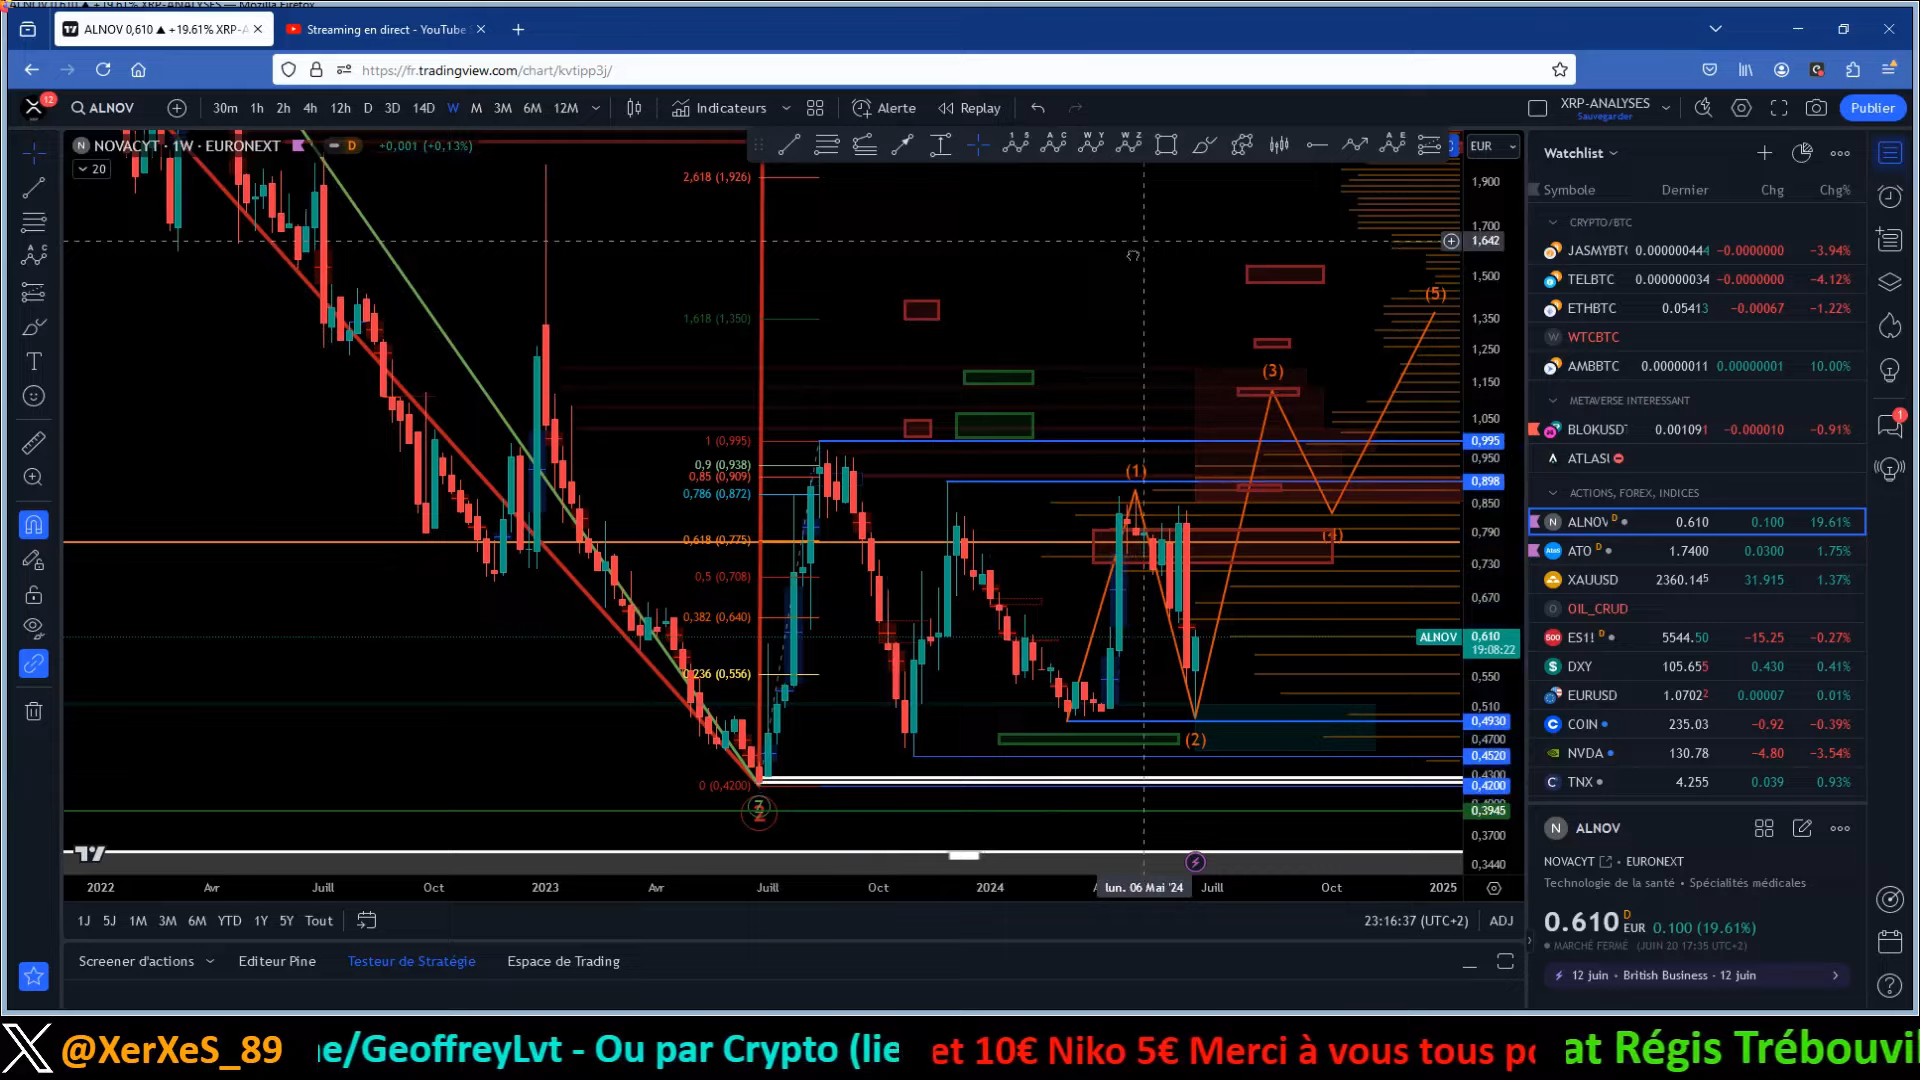 ALNOV 0,610 ▲ +19.61% XRP-A
Streaming en direct - YouTube
https://fr.tradingview.com/chart/kvtipp3j/
12
ALNOV
30m 1h 2h 4h 12h D 3D 14D W M 3M 6M 12M
Indicateurs
Alerte
Replay
XRP-ANALYSES
Sauvegarder
Publier
NOVACYT · 1W · EURONEXT
D
+0,001 (+0,13%)
20
EUR
2,618 (1,926)
1,618 (1,350)
1 (0,995)
0,9 (0,938)
0,85 (0,909)
0,786 (0,872)
0,618 (0,775)
0,5 (0,708)
0,382 (0,640)
0,236 (0,556)
0 (0,4200)
(1)
(2)
(3)
(4)
(5)
1,900
1,700
1,642
1,500
1,350
1,250
1,150
1,050
0,995
0,950
0,898
0,850
0,790
0,730
0,670
ALNOV 0,610
19:08:22
0,550
0,510
0,4930
0,4700
0,4520
0,4300
0,4200
0,3945
0,3700
0,3440
2022 Avr Juill Oct 2023 Avr Juill Oct 2024 lun. 06 Mai '24 Juill Oct 2025
1J 5J 1M 3M 6M YTD 1Y 5Y Tout
23:16:37 (UTC+2) ADJ
Screener d'actions
Editeur Pine
Testeur de Stratégie
Espace de Trading
Watchlist
Symbole Dernier Chg Chg%
CRYPTO/BTC
JASMYBT 0.000000444 −0.0000000 −3.94%
TELBTC 0.000000034 −0.0000000 −4.12%
ETHBTC 0.05413 −0.00067 −1.22%
WTCBTC
AMBBTC 0.00000011 0.00000001 10.00%
METAVERSE INTERESSANT
BLOKUSD 0.001091 −0.000010 −0.91%
ATLASI
ACTIONS, FOREX, INDICES
ALNOV D 0.610 0.100 19.61%
ATO D 1.7400 0.0300 1.75%
XAUUSD 2360.145 31.915 1.37%
OIL_CRUD
ES1! D 5544.50 −15.25 −0.27%
DXY 105.655 0.430 0.41%
EURUSD 1.07022 0.00007 0.01%
COIN 235.03 −0.92 −0.39%
NVDA 130.78 −4.80 −3.54%
TNX 4.255 0.039 0.93%
ALNOV
NOVACYT • EURONEXT
Technologie de la santé • Spécialités médicales
0.610 D EUR 0.100 (19.61%)
MARCHÉ FERMÉ (JUIN 20 17:35 UTC+2)
12 juin • British Business - 12 juin
1
@XerXeS_89
e/GeoffreyLvt - Ou par Crypto (lie
et 10€ Niko 5€ Merci à vous tous po
at Régis Trébouvil